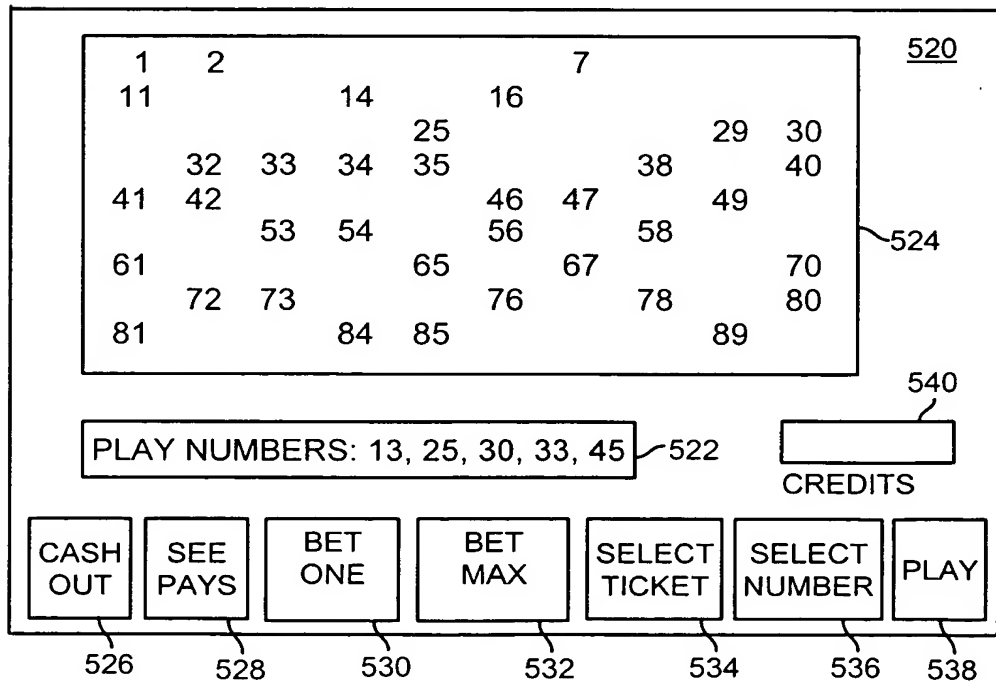 520
1 2 7
11 14 16
25 29 30
32 33 34 35 38 40
41 42 46 47 49
53 54 56 58
61 65 67 70
72 73 76 78 80
81 84 85 89
524
540
PLAY NUMBERS: 13, 25, 30, 33, 45
522
CREDITS
CASH OUT
SEE PAYS
BET ONE
BET MAX
SELECT TICKET
SELECT NUMBER
PLAY
526 528 530 532 534 536 538